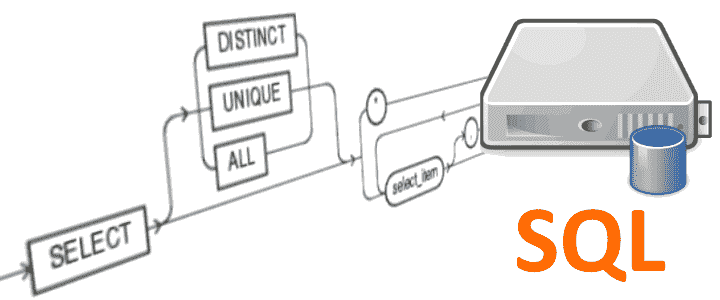 DISTINCT
UNIQUE
ALL
SELECT
*
select_item
,
SQL